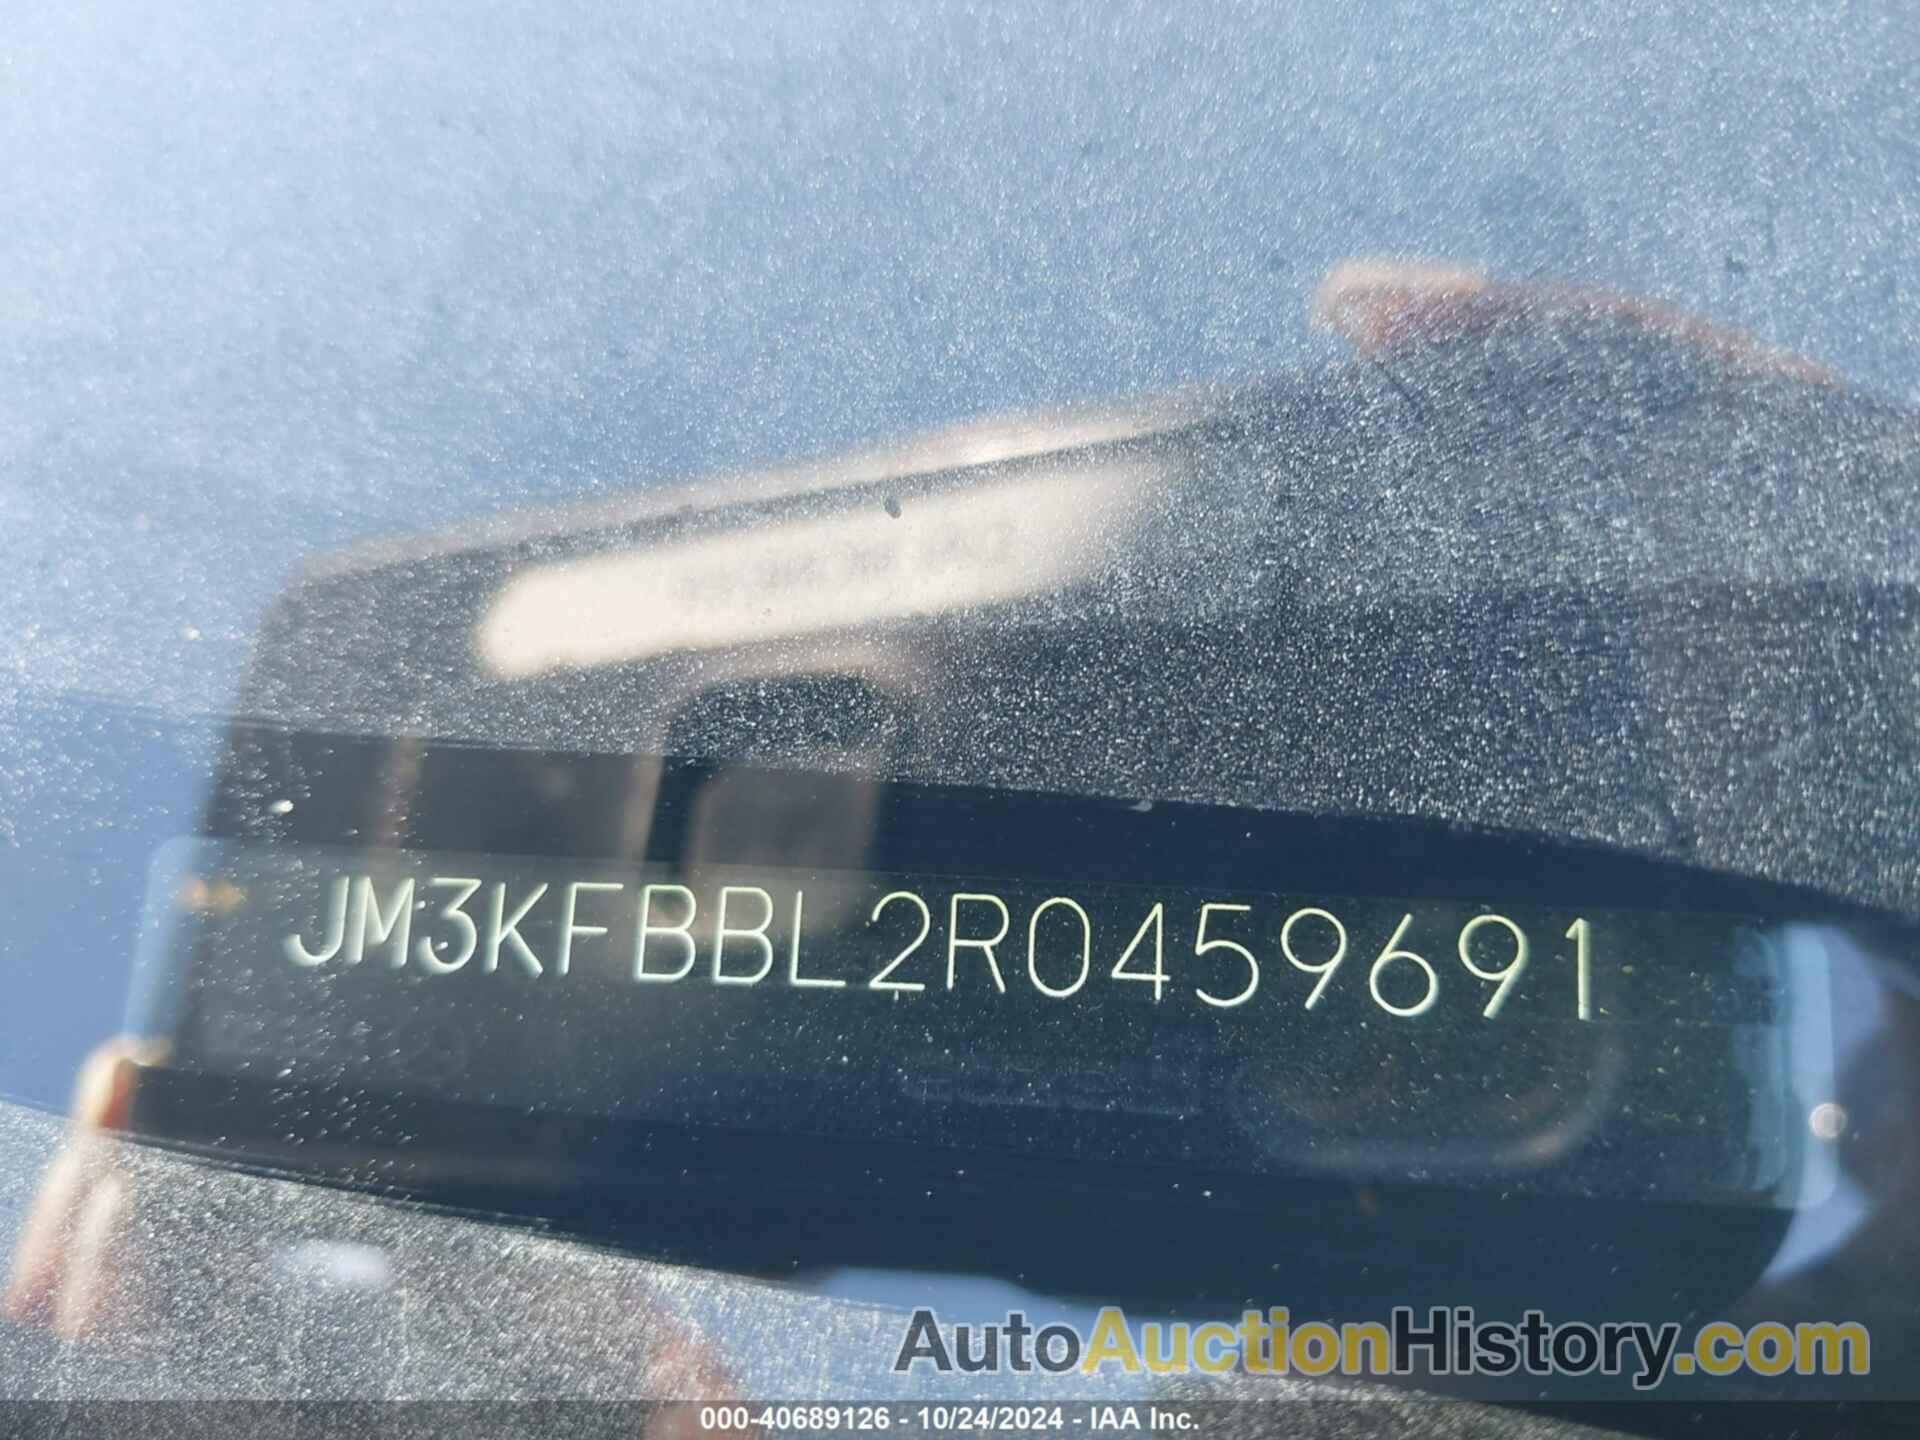 JM3KFBBL2R0459691
AutoAuctionHistory.com
000-40689126 - 10/24/2024 - IAA Inc.